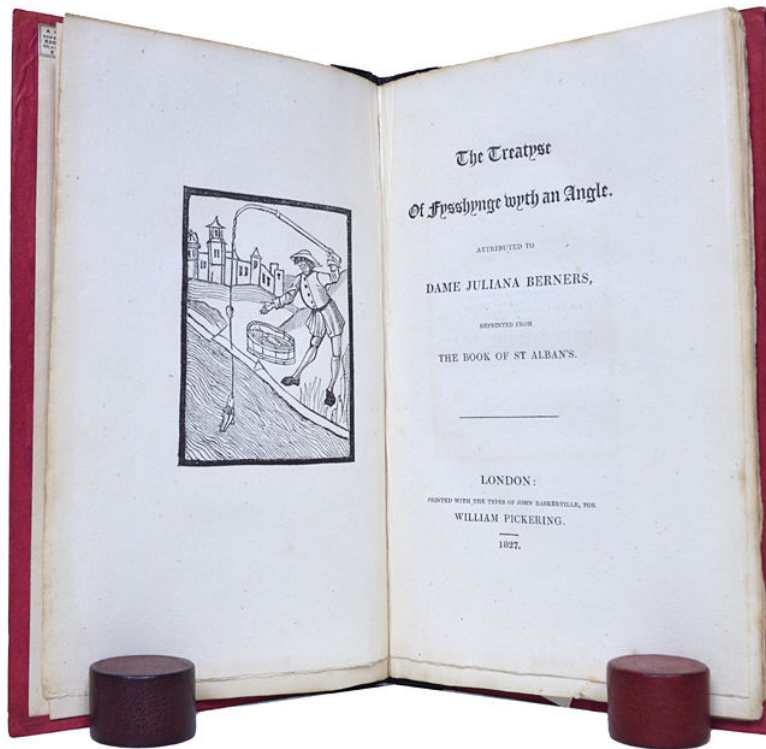 The Treatyse
Of Fysshynge wyth an Angle.
ATTRIBUTED TO
DAME JULIANA BERNERS,
REPRINTED FROM
THE BOOK OF ST ALBAN'S.
LONDON:
PRINTED WITH THE TYPES OF JOHN BASKERVILLE, FOR
WILLIAM PICKERING.
1827.